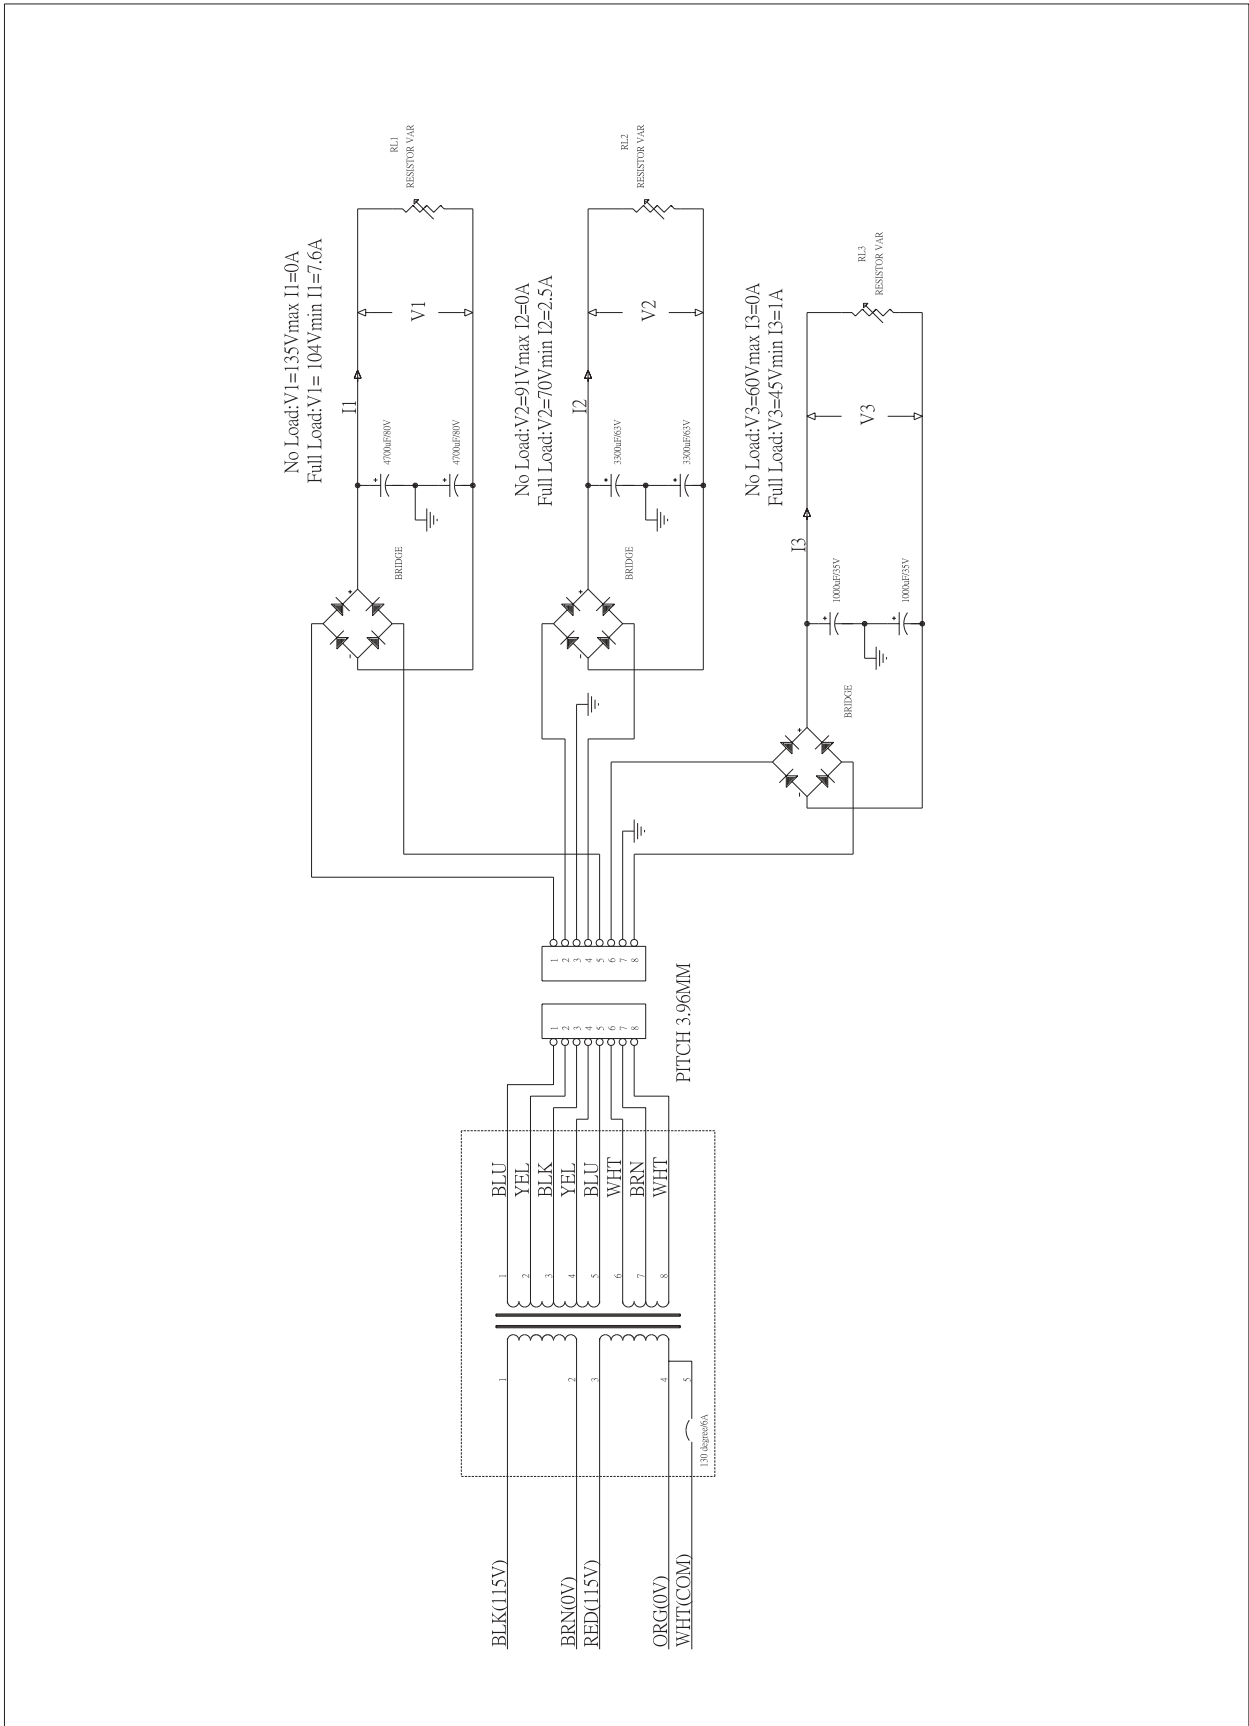 BLK(115V)
BRN(0V)
RED(115V)
ORG(0V)
WHT(COM)
1
2
3
4
5
130 degree/6A
1
2
3
4
5
6
7
8
BLU
YEL
BLK
YEL
BLU
WHT
BRN
WHT
1
2
3
4
5
6
7
8
PITCH 3.96MM
1
2
3
4
5
6
7
8
No Load:V1=135Vmax I1=0A
Full Load:V1= 104Vmin I1=7.6A
+
-
BRIDGE
I1
+
4700uF/80V
+
4700uF/80V
V1
RL1
RESISTOR VAR
No Load:V2=91Vmax I2=0A
Full Load:V2=70Vmin I2=2.5A
+
-
BRIDGE
I2
+
3300uF/63V
+
3300uF/63V
V2
RL2
RESISTOR VAR
No Load:V3=60Vmax I3=0A
Full Load:V3=45Vmin I3=1A
+
-
BRIDGE
I3
+
1000uF/35V
+
1000uF/35V
V3
RL3
RESISTOR VAR